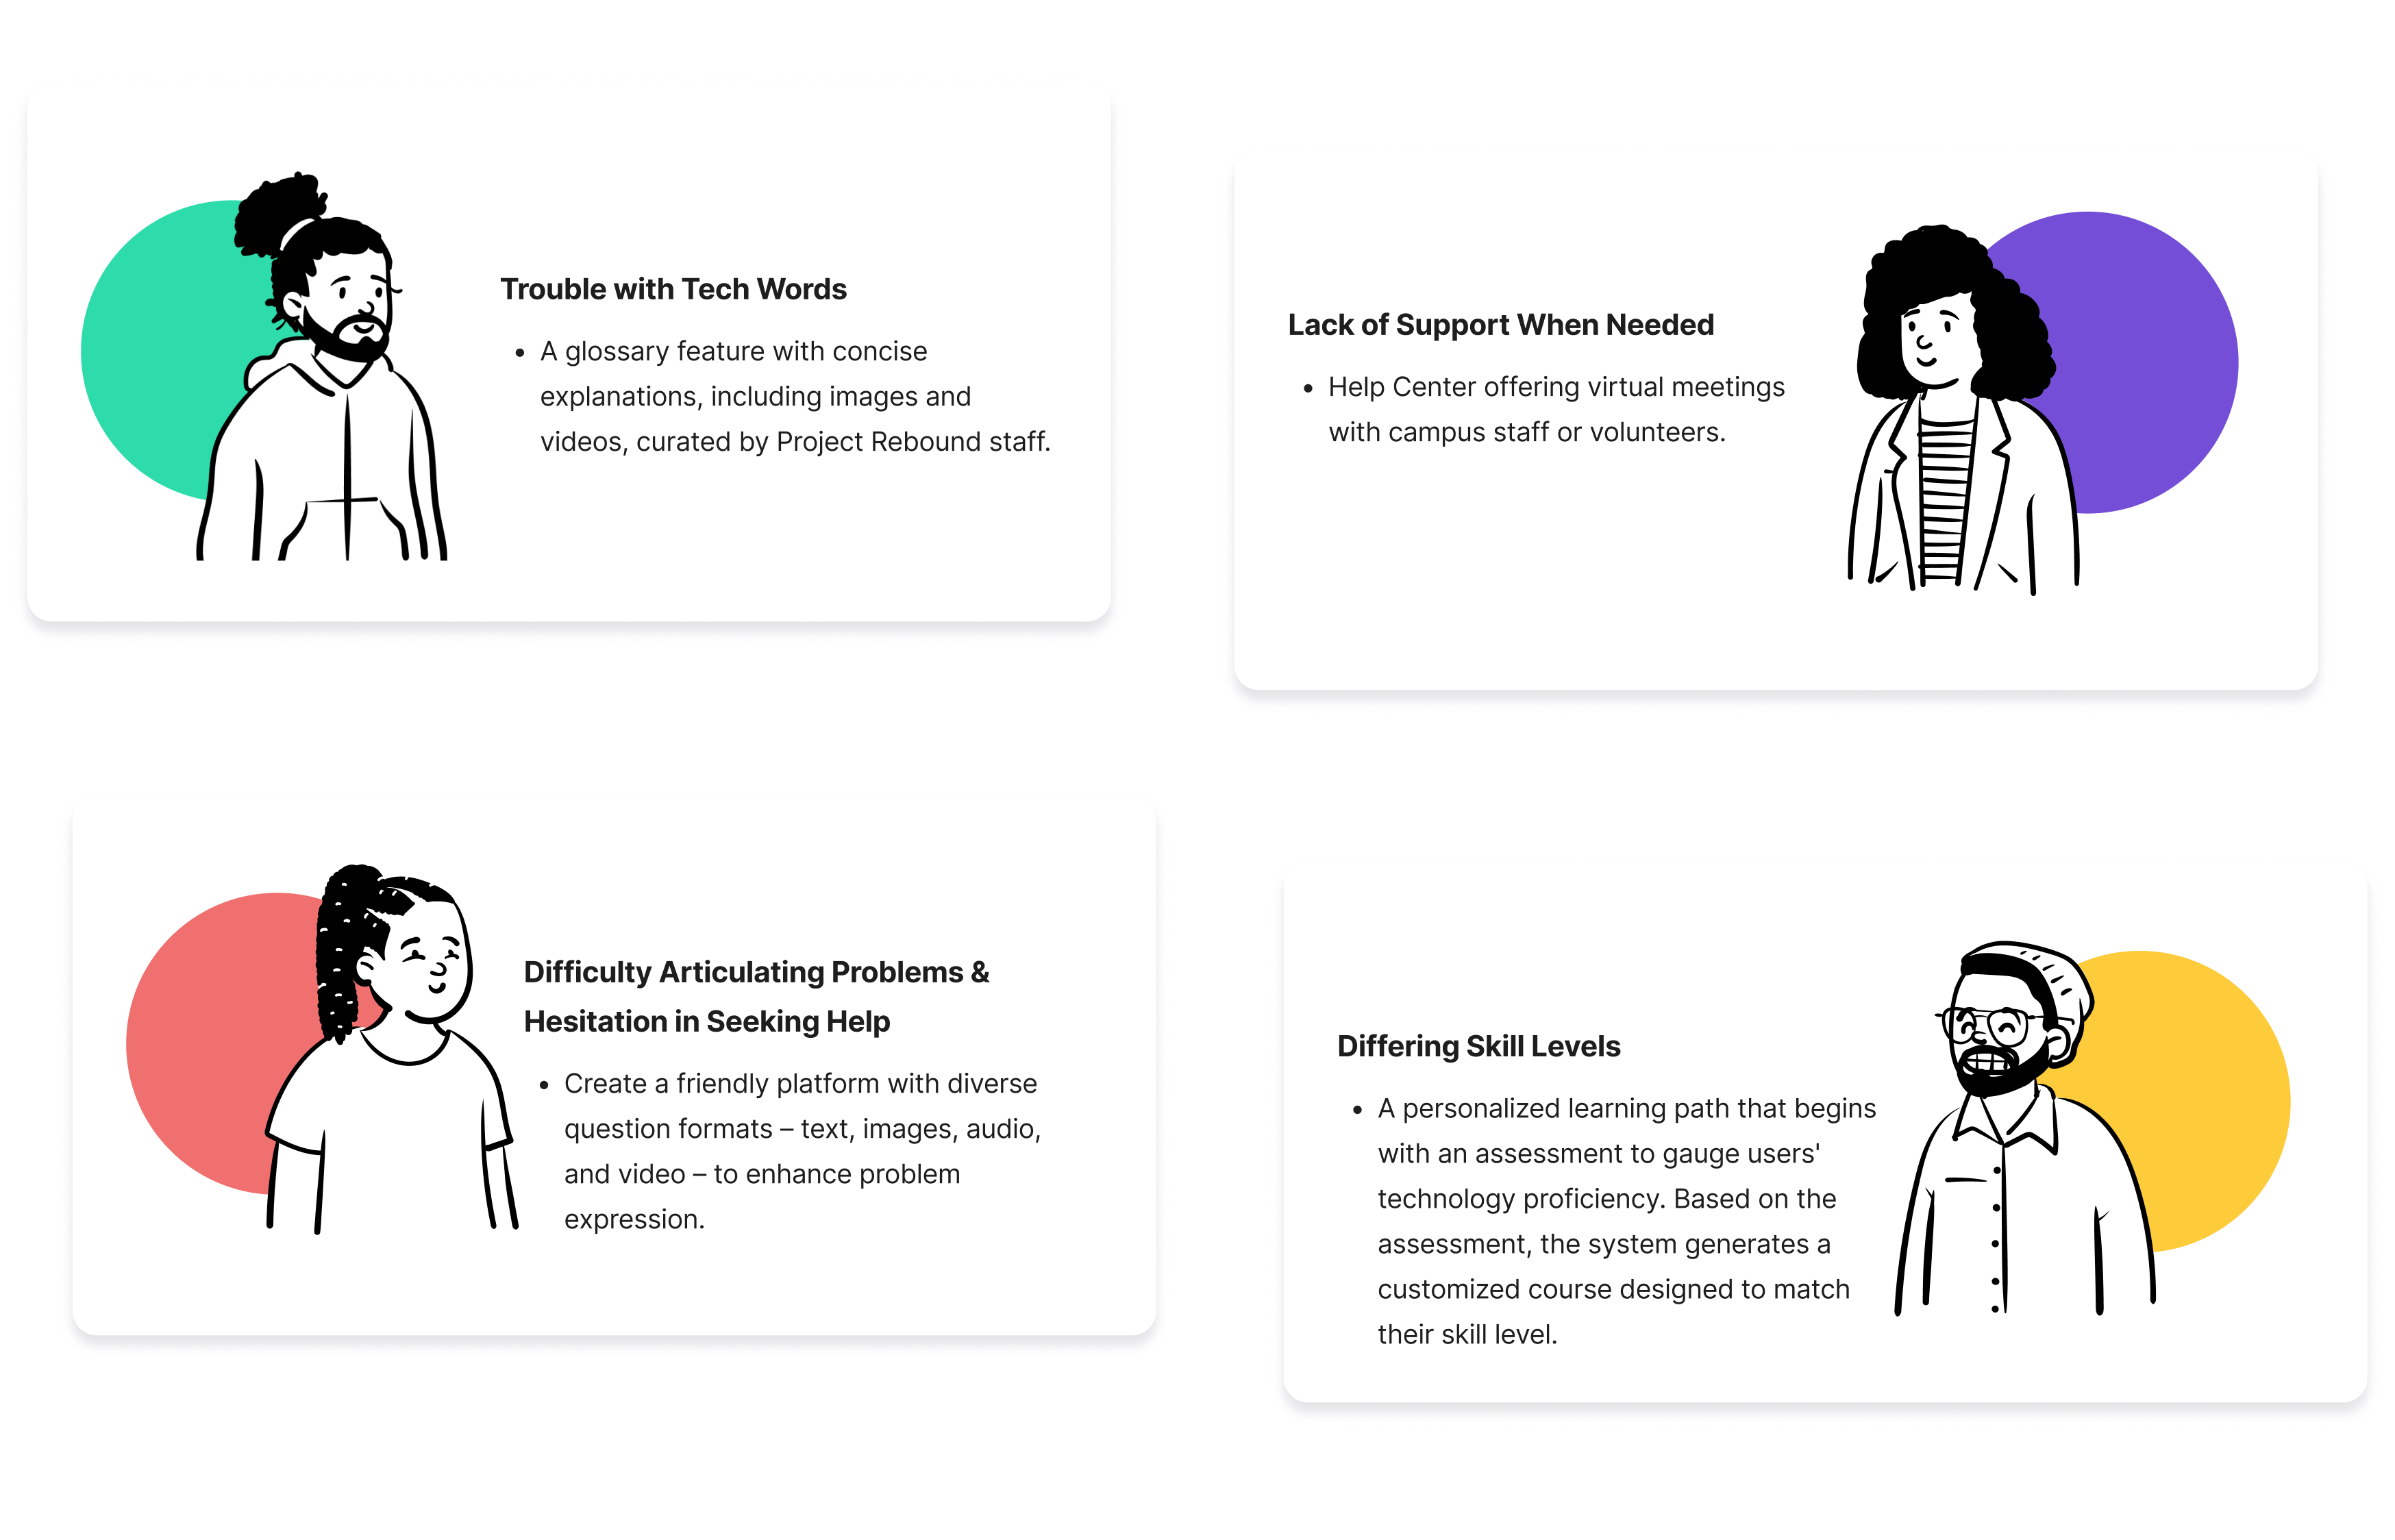 Trouble with Tech Words
• A glossary feature with concise
explanations, including images and
videos, curated by Project Rebound staff.
Lack of Support When Needed
• Help Center offering virtual meetings
with campus staff or volunteers.
Difficulty Articulating Problems &
Hesitation in Seeking Help
• Create a friendly platform with diverse
question formats – text, images, audio,
and video – to enhance problem
expression.
Differing Skill Levels
• A personalized learning path that begins
with an assessment to gauge users'
technology proficiency. Based on the
assessment, the system generates a
customized course designed to match
their skill level.